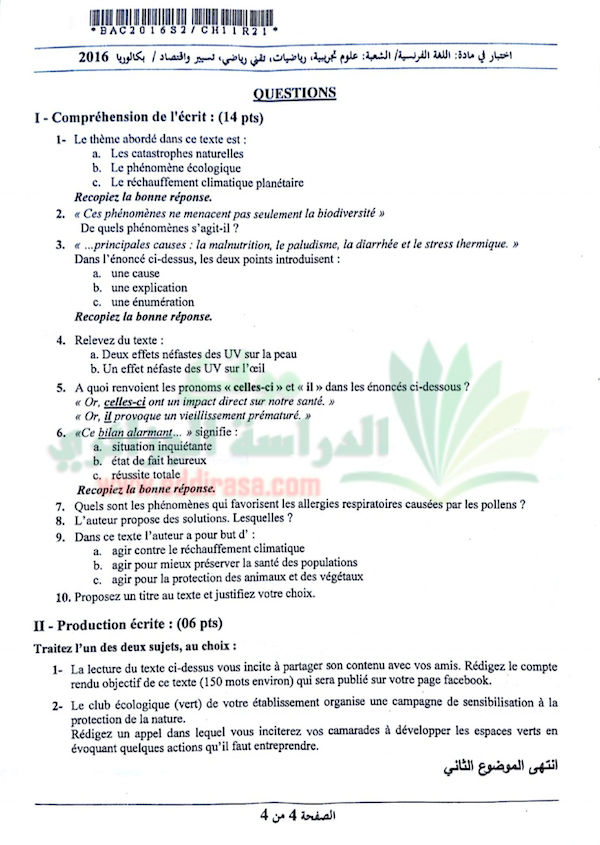 *BAC2016S2/CH11R21*
اختبار في مادة: اللغة الفرنسية/ الشعبة: علوم تجريبية، رياضيات، تقني رياضي، تسيير واقتصاد / بكالوريا 2016
QUESTIONS
I - Compréhension de l'écrit : (14 pts)
1- Le thème abordé dans ce texte est :
a. Les catastrophes naturelles
b. Le phénomène écologique
c. Le réchauffement climatique planétaire
Recopiez la bonne réponse.
2. « Ces phénomènes ne menacent pas seulement la biodiversité »
De quels phénomènes s'agit-il ?
3. « ...principales causes : la malnutrition, le paludisme, la diarrhée et le stress thermique. »
Dans l'énoncé ci-dessus, les deux points introduisent :
a. une cause
b. une explication
c. une énumération
Recopiez la bonne réponse.
4. Relevez du texte :
a. Deux effets néfastes des UV sur la peau
b. Un effet néfaste des UV sur l'œil
5. A quoi renvoient les pronoms « celles-ci » et « il » dans les énoncés ci-dessous ?
« Or, celles-ci ont un impact direct sur notre santé. »
« Or, il provoque un vieillissement prématuré. »
6. «Ce bilan alarmant... » signifie :
a. situation inquiétante
b. état de fait heureux
c. réussite totale
Recopiez la bonne réponse.
7. Quels sont les phénomènes qui favorisent les allergies respiratoires causées par les pollens ?
8. L'auteur propose des solutions. Lesquelles ?
9. Dans ce texte l'auteur a pour but d' :
a. agir contre le réchauffement climatique
b. agir pour mieux préserver la santé des populations
c. agir pour la protection des animaux et des végétaux
10. Proposez un titre au texte et justifiez votre choix.
II - Production écrite : (06 pts)
Traitez l'un des deux sujets, au choix :
1- La lecture du texte ci-dessus vous incite à partager son contenu avec vos amis. Rédigez le compte
rendu objectif de ce texte (150 mots environ) qui sera publié sur votre page facebook.
2- Le club écologique (vert) de votre établissement organise une campagne de sensibilisation à la
protection de la nature.
Rédigez un appel dans lequel vous inciterez vos camarades à développer les espaces verts en
évoquant quelques actions qu'il faut entreprendre.
انتهى الموضوع الثاني
الصفحة 4 من 4